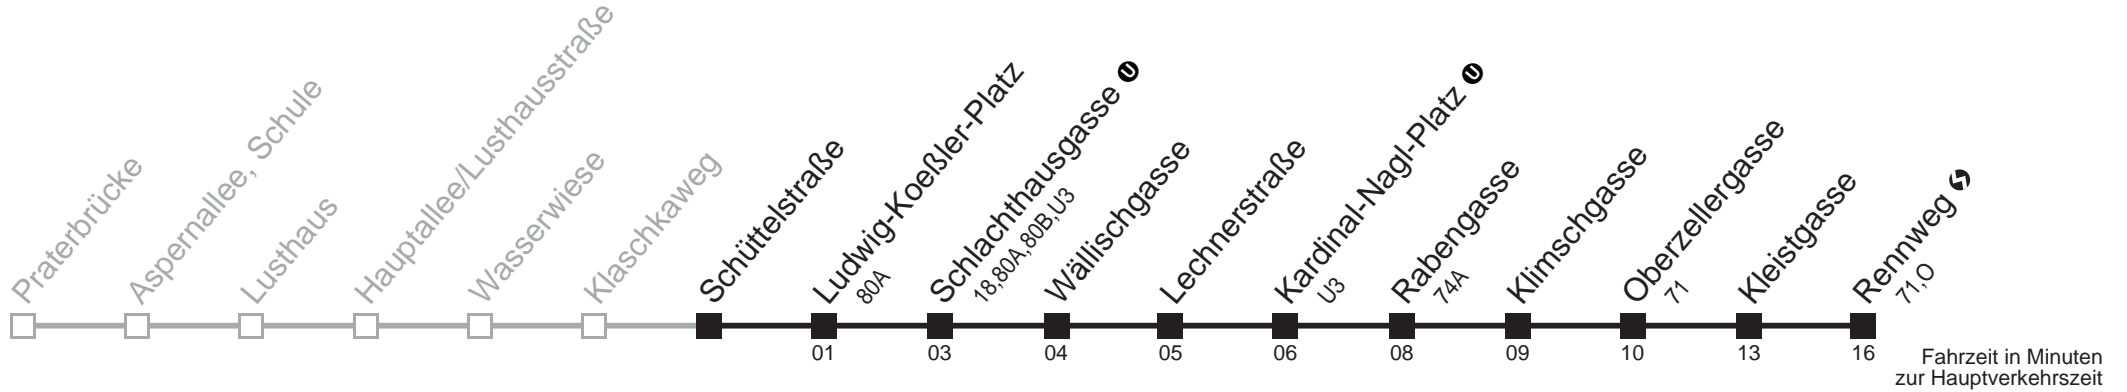 Praterbrücke
Aspernallee, Schule
Lusthaus
Hauptallee/Lusthausstraße
Wasserwiese
Klaschkaweg
Schüttelstraße
Ludwig-Koeßler-Platz
80A
Schlachthausgasse U
18,80A,80B,U3
Wällischgasse
Lechnerstraße
Kardinal-Nagl-Platz U
U3
Rabengasse
74A
Klimschgasse
Oberzellergasse
71
Kleistgasse
Rennweg
71,O
01 03 04 05 06 08 09 10 13 16
Fahrzeit in Minuten
zur Hauptverkehrszeit